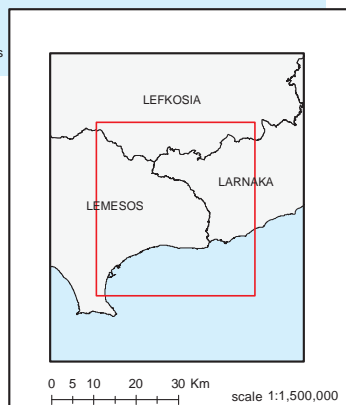 s
LEFKOSIA
LARNAKA
LEMESOS
0 5 10 20 30 Km
scale 1:1,500,000